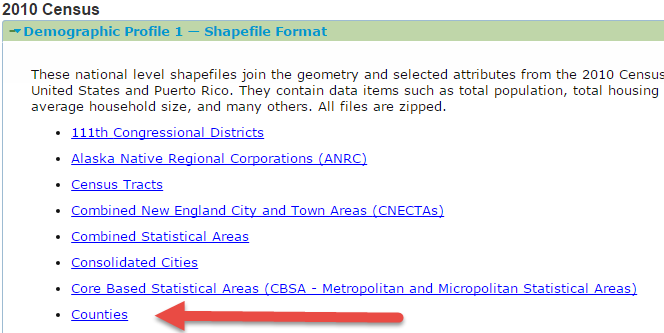 2010 Census
Demographic Profile 1 — Shapefile Format
These national level shapefiles join the geometry and selected attributes from the 2010 Census
United States and Puerto Rico. They contain data items such as total population, total housing
average household size, and many others. All files are zipped.
• 111th Congressional Districts
• Alaska Native Regional Corporations (ANRC)
• Census Tracts
• Combined New England City and Town Areas (CNECTAs)
• Combined Statistical Areas
• Consolidated Cities
• Core Based Statistical Areas (CBSA - Metropolitan and Micropolitan Statistical Areas)
• Counties